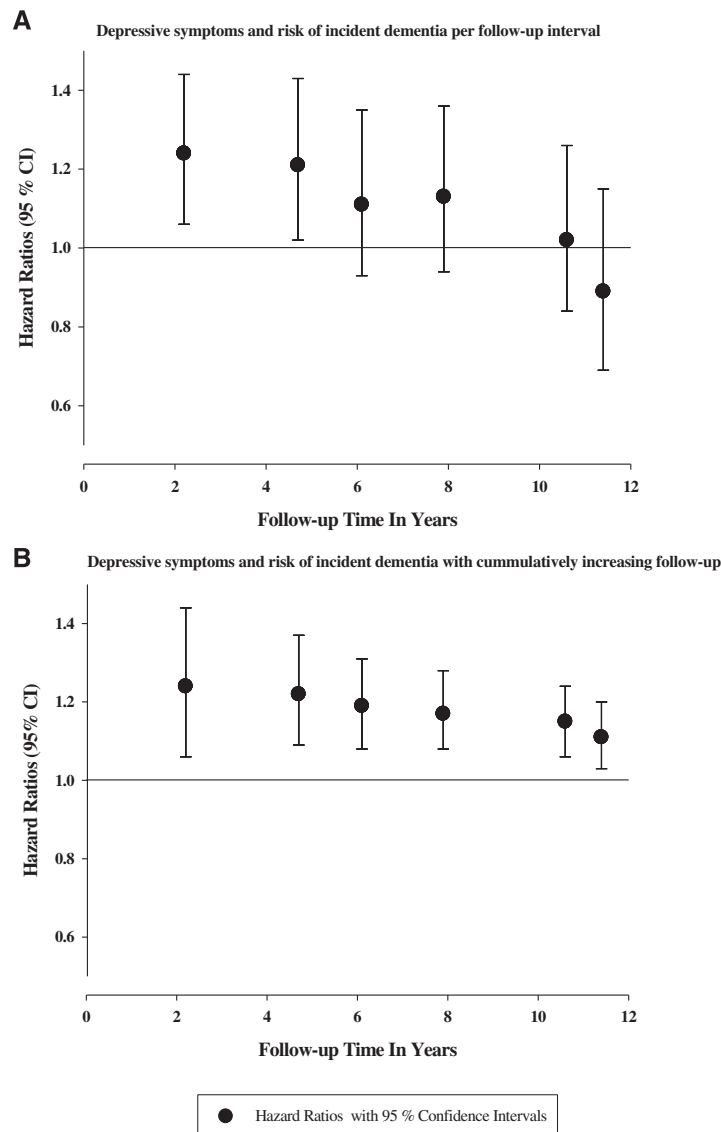 A
Depressive symptoms and risk of incident dementia per follow-up interval
Hazard Ratios (95 % CI)
1.4
1.2
1.0
0.8
0.6
0 2 4 6 8 10 12
Follow-up Time In Years
B
Depressive symptoms and risk of incident dementia with cummulatively increasing follow-up
Hazard Ratios (95% CI)
1.4
1.2
1.0
0.8
0.6
0 2 4 6 8 10 12
Follow-up Time In Years
Hazard Ratios with 95 % Confidence Intervals